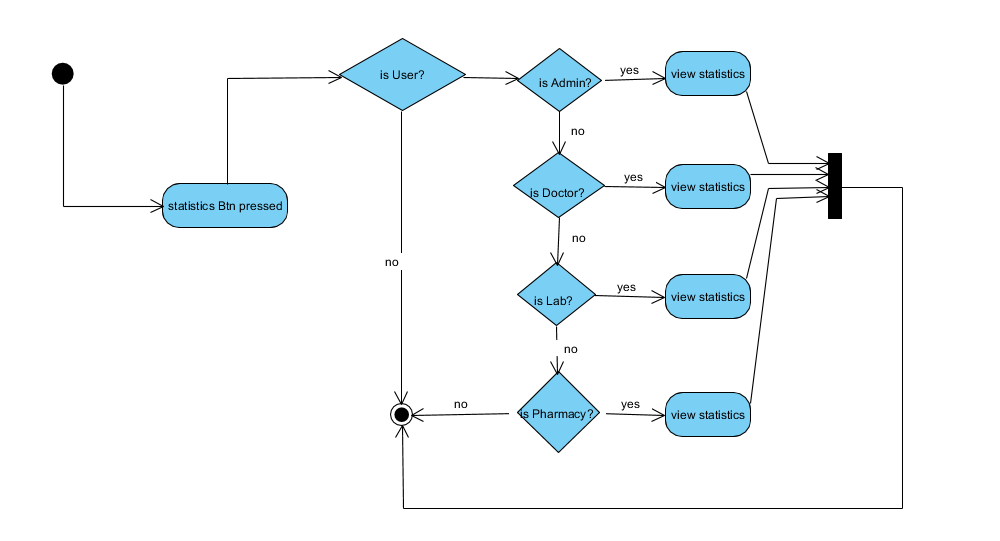 is User?
is Admin?
yes
view statistics
no
statistics Btn pressed
is Doctor?
yes
view statistics
no
no
is Lab?
yes
view statistics
no
is Pharmacy?
no
yes
view statistics